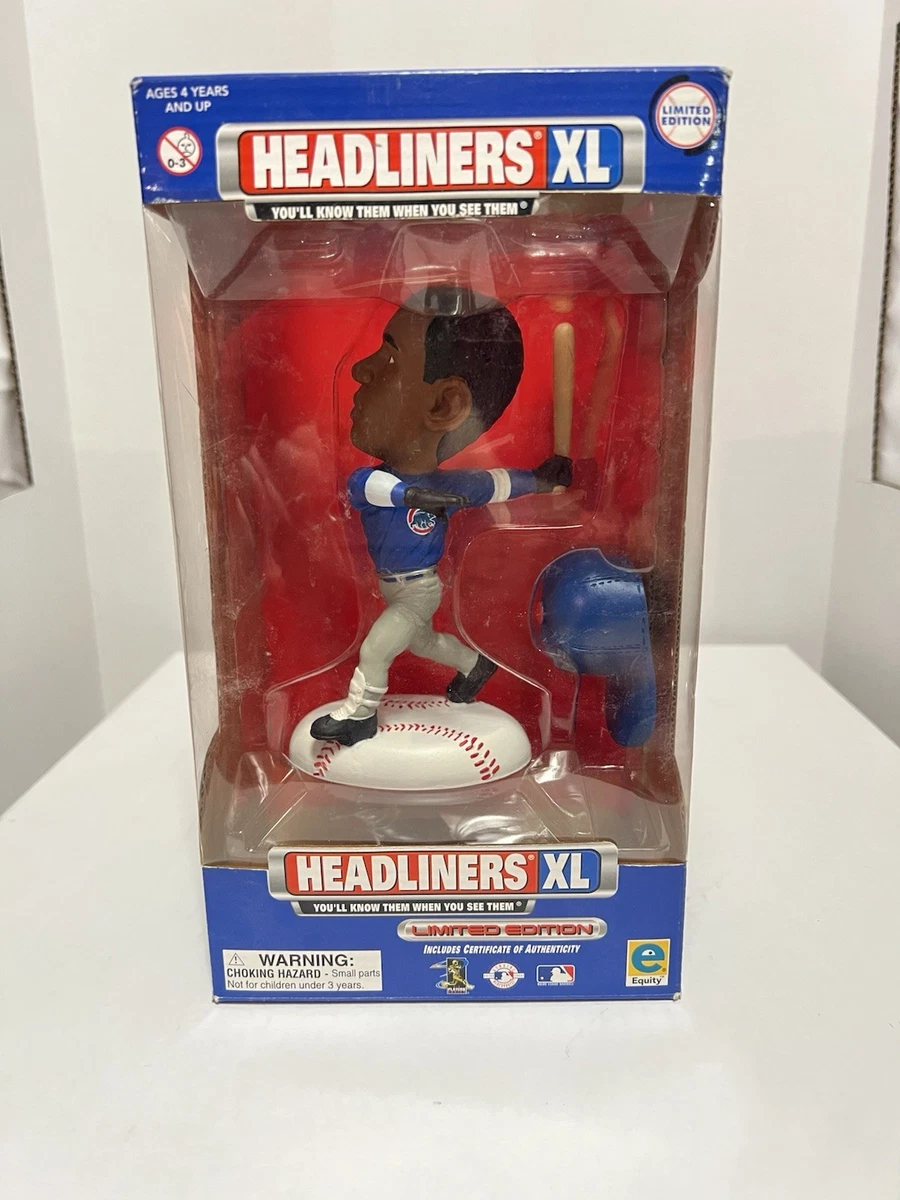 AGES 4 YEARS
AND UP
0-3
LIMITED
EDITION
HEADLINERS® XL
YOU'LL KNOW THEM WHEN YOU SEE THEM®
HEADLINERS® XL
YOU'LL KNOW THEM WHEN YOU SEE THEM®
LIMITED EDITION
INCLUDES CERTIFICATE OF AUTHENTICITY
WARNING:
CHOKING HAZARD - Small parts
Not for children under 3 years.
PLAYERS
e
Equity